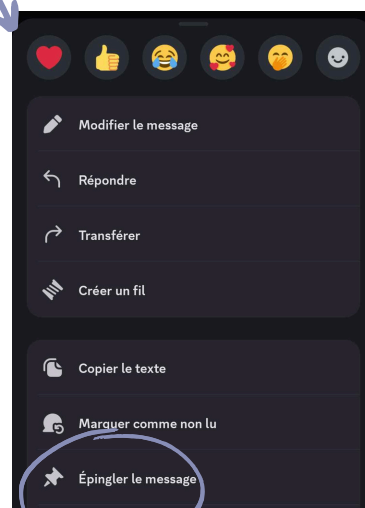 Modifier le message
Répondre
Transférer
Créer un fil
Copier le texte
Marquer comme non lu
Épingler le message